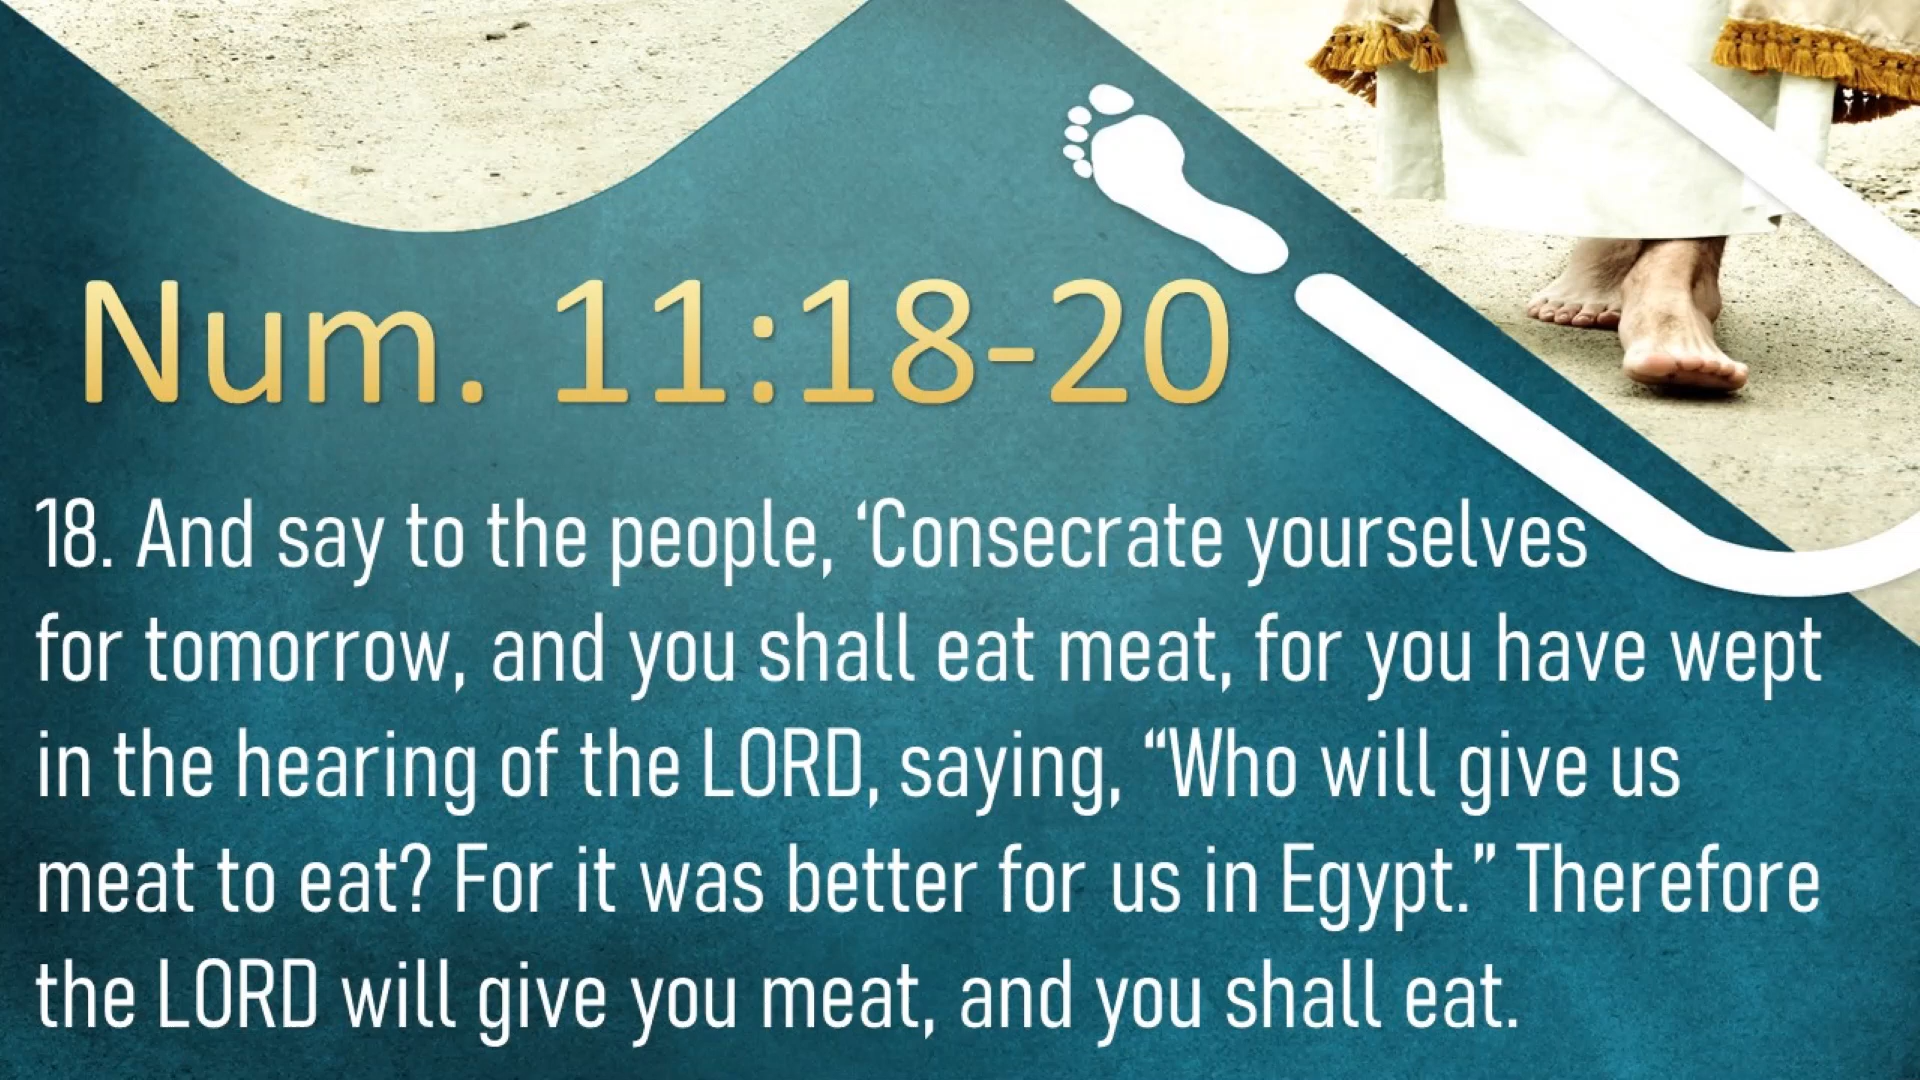 Num. 11:18-20
18. And say to the people, ‘Consecrate yourselves
for tomorrow, and you shall eat meat, for you have wept
in the hearing of the LORD, saying, “Who will give us
meat to eat? For it was better for us in Egypt.” Therefore
the LORD will give you meat, and you shall eat.